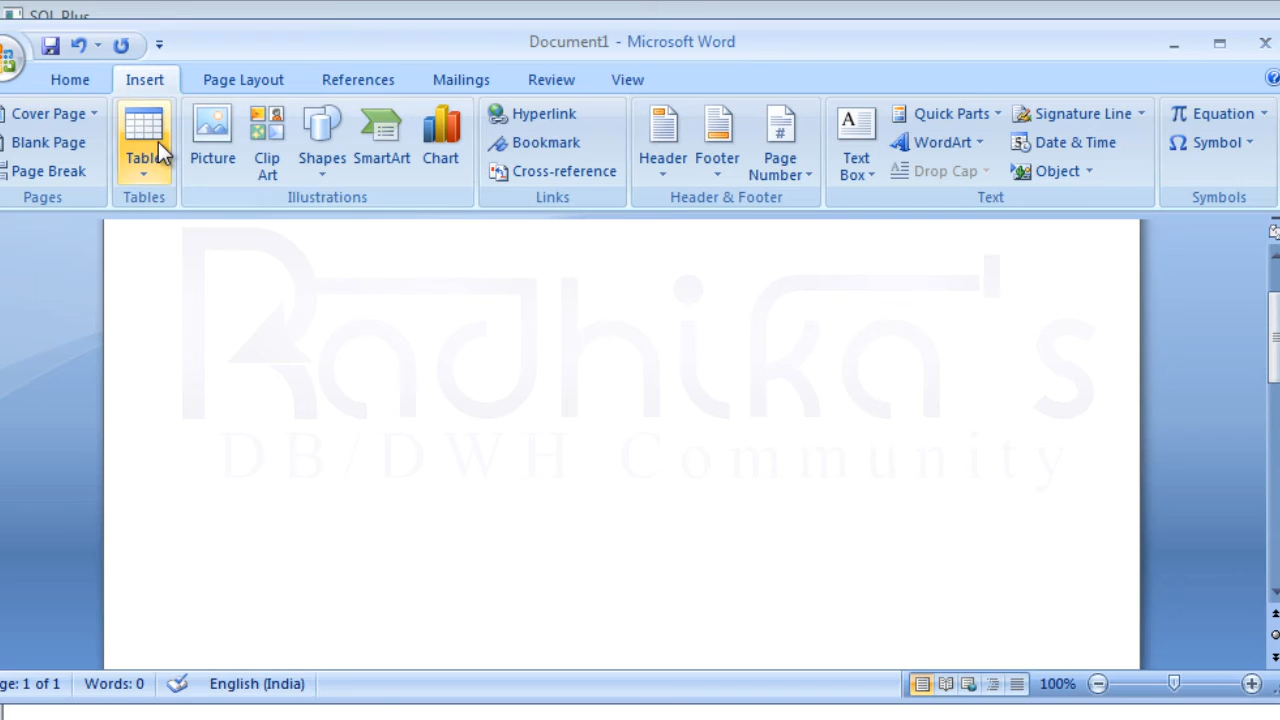 SQL Plus
Document1 - Microsoft Word
Home Insert Page Layout References Mailings Review View
Cover Page
Blank Page
Page Break
Pages
Table
Tables
Picture
Clip
Art
Shapes
SmartArt
Chart
Illustrations
Hyperlink
Bookmark
Cross-reference
Links
Header
Footer
Page
Number
Header & Footer
A
Text
Box
Quick Parts
WordArt
Drop Cap
Signature Line
Date & Time
Object
Text
π Equation
Ω Symbol
Symbols
Radhika's
DB/DWH Community
ge: 1 of 1 Words: 0 English (India) 100%